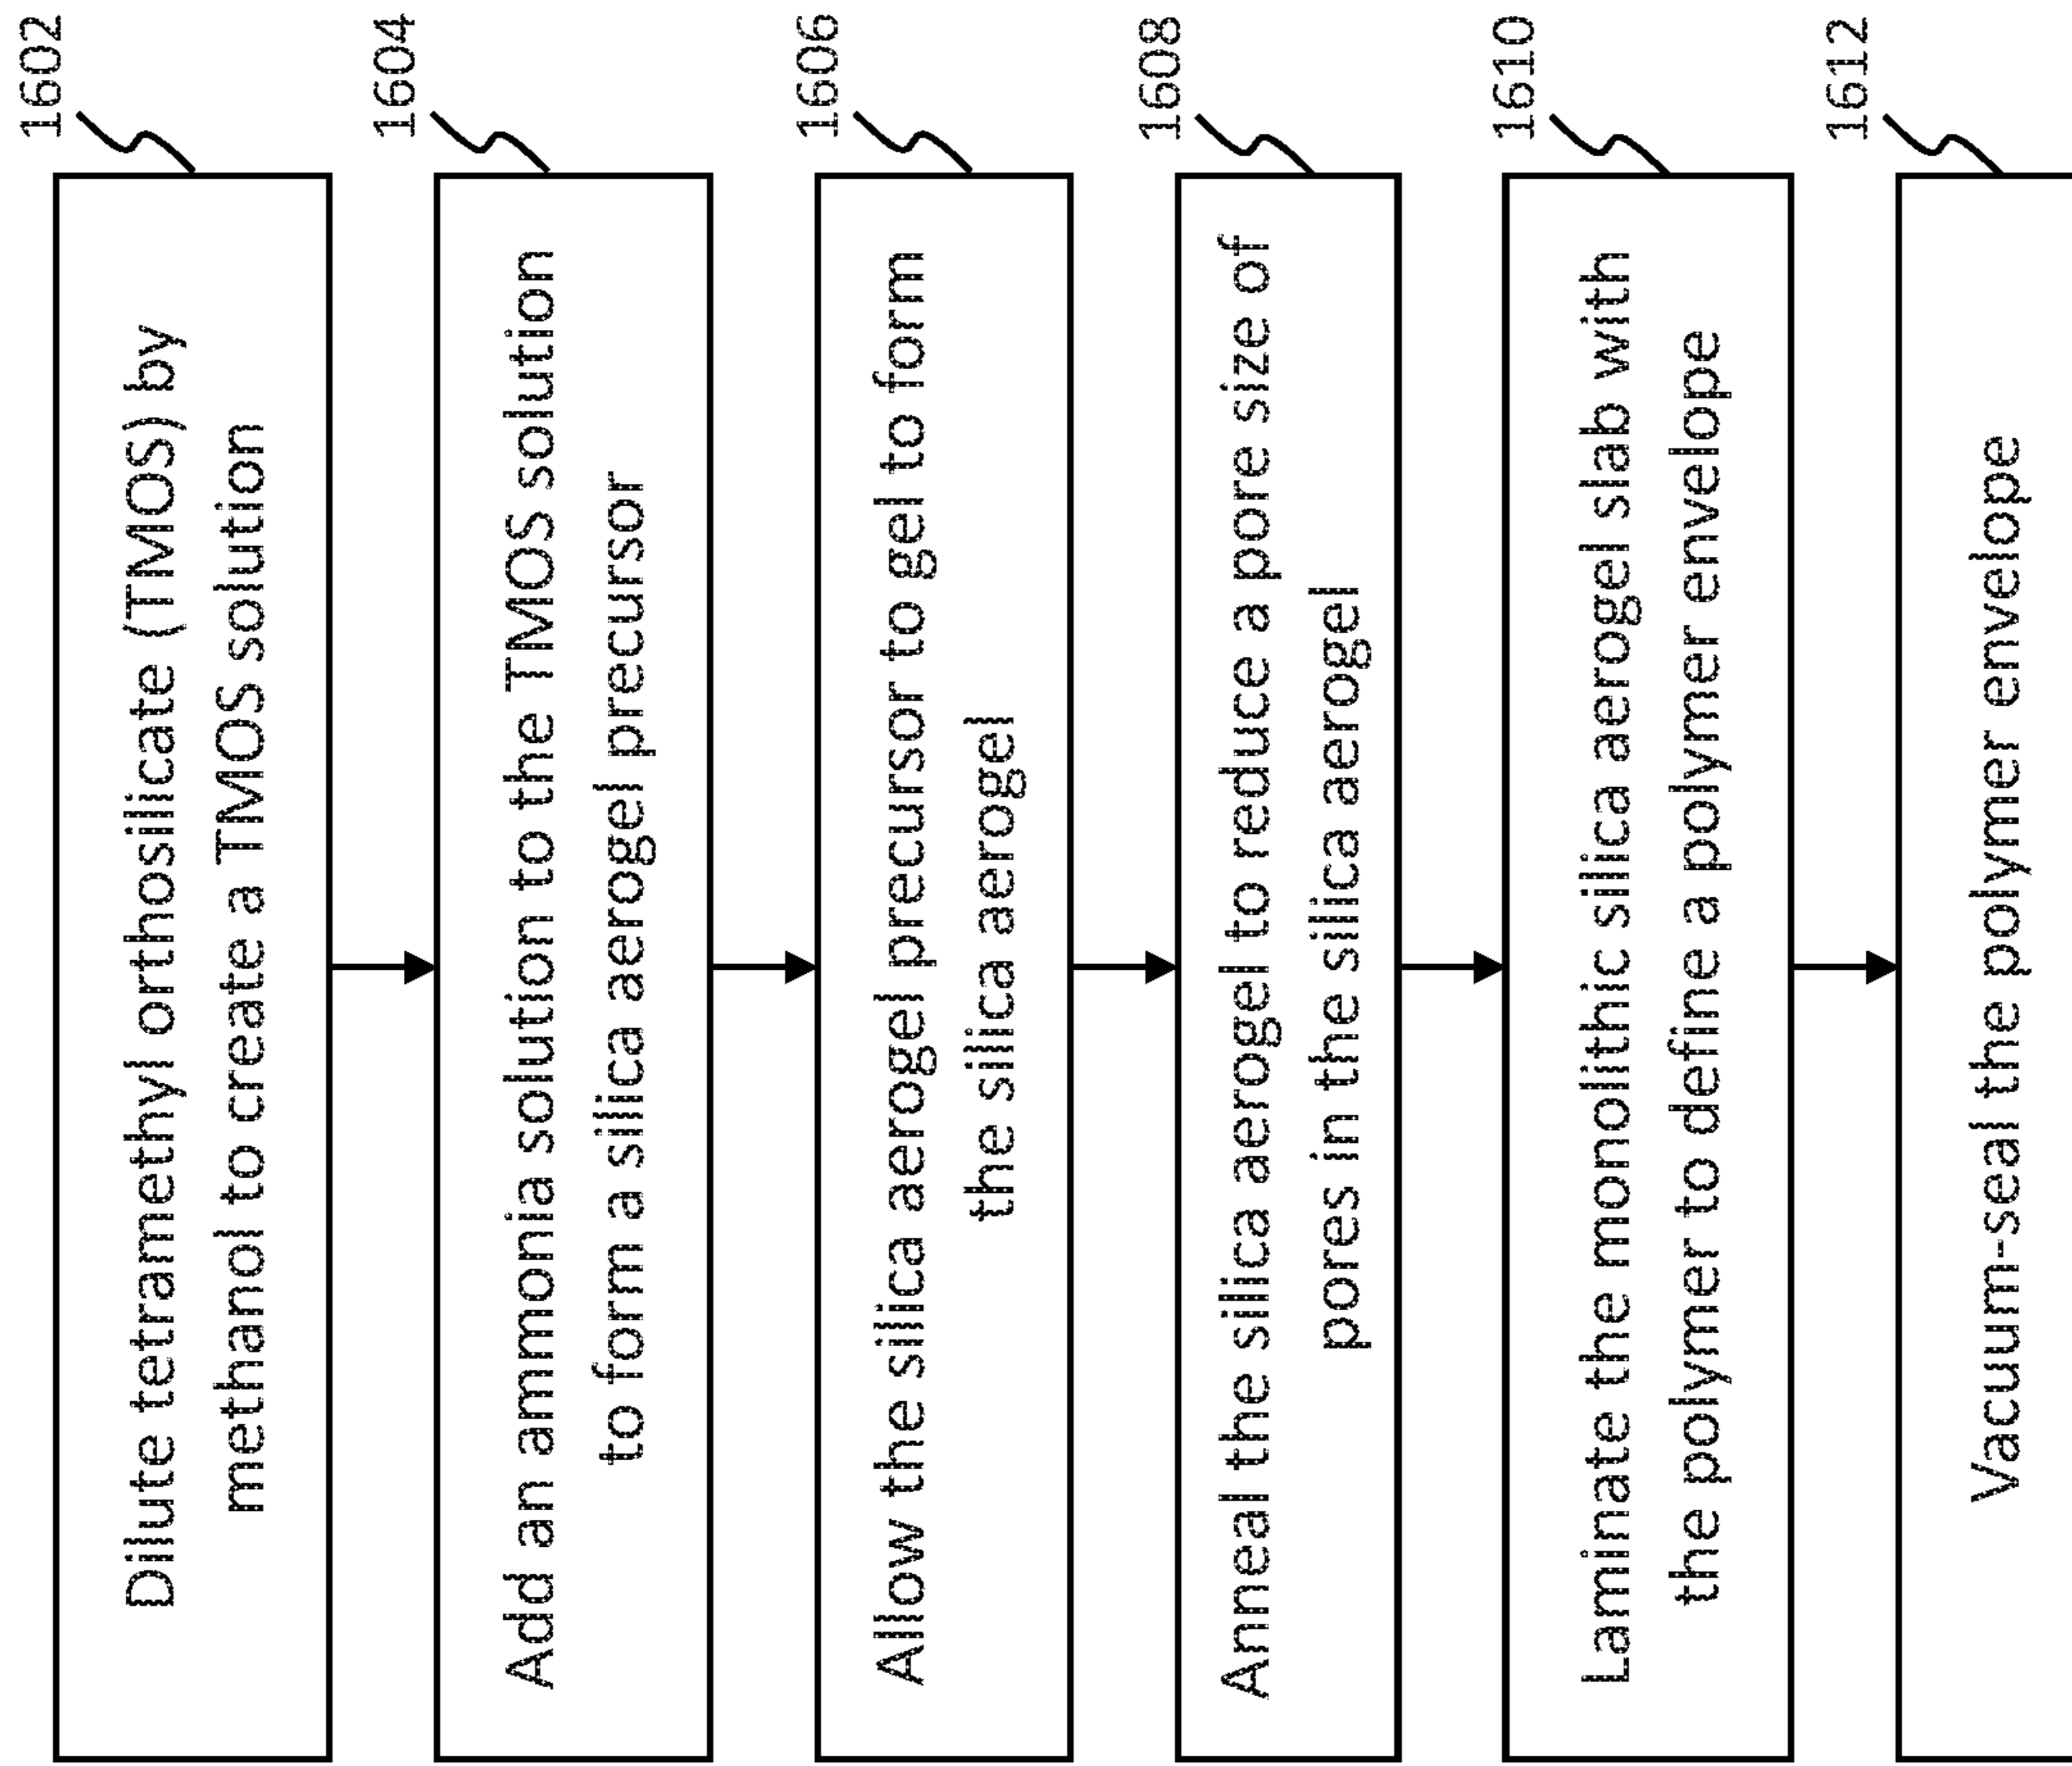 1602
Dilute tetramethyl orthosilicate (TMOS) by
methanol to create a TMOS solution
1604
Add an ammonia solution to the TMOS solution
to form a silica aerogel precursor
1606
Allow the silica aerogel precursor to gel to form
the silica aerogel
1608
Anneal the silica aerogel to reduce a pore size of
pores in the silica aerogel
1610
Laminate the monolithic silica aerogel slab with
the polymer to define a polymer envelope
1612
Vacuum-seal the polymer envelope